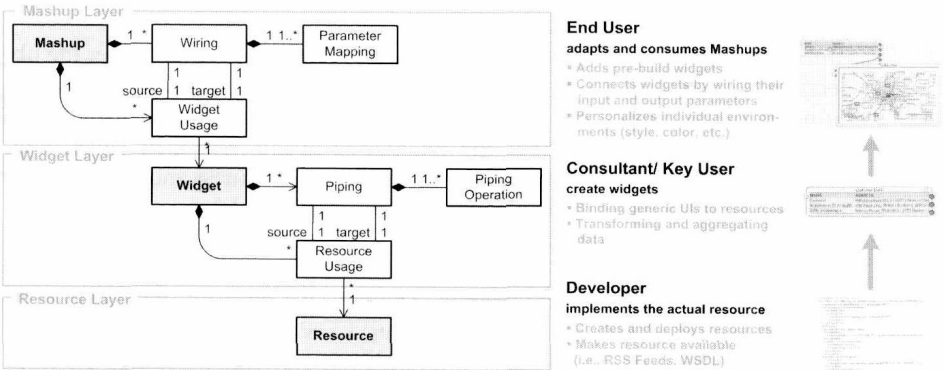 Mashup Layer
Mashup
1 *
Wiring
1 1..*
Parameter
Mapping
1
1 1
source 1 target 1
*
Widget
Usage
*
1
Widget Layer
Widget
1 *
Piping
1 1..*
Piping
Operation
1
1 1
source 1 target 1
*
Resource
Usage
*
1
Resource Layer
Resource
End User
adapts and consumes Mashups
• Adds pre-build widgets
• Connects widgets by wiring their
input and output parameters
• Personalizes individual environ-
ments (style, color, etc.)
Consultant/ Key User
create widgets
• Binding generic UIs to resources
• Transforming and aggregating
data
Developer
implements the actual resource
• Creates and deploys resources
• Makes resource available
(i.e., RSS Feeds, WSDL)